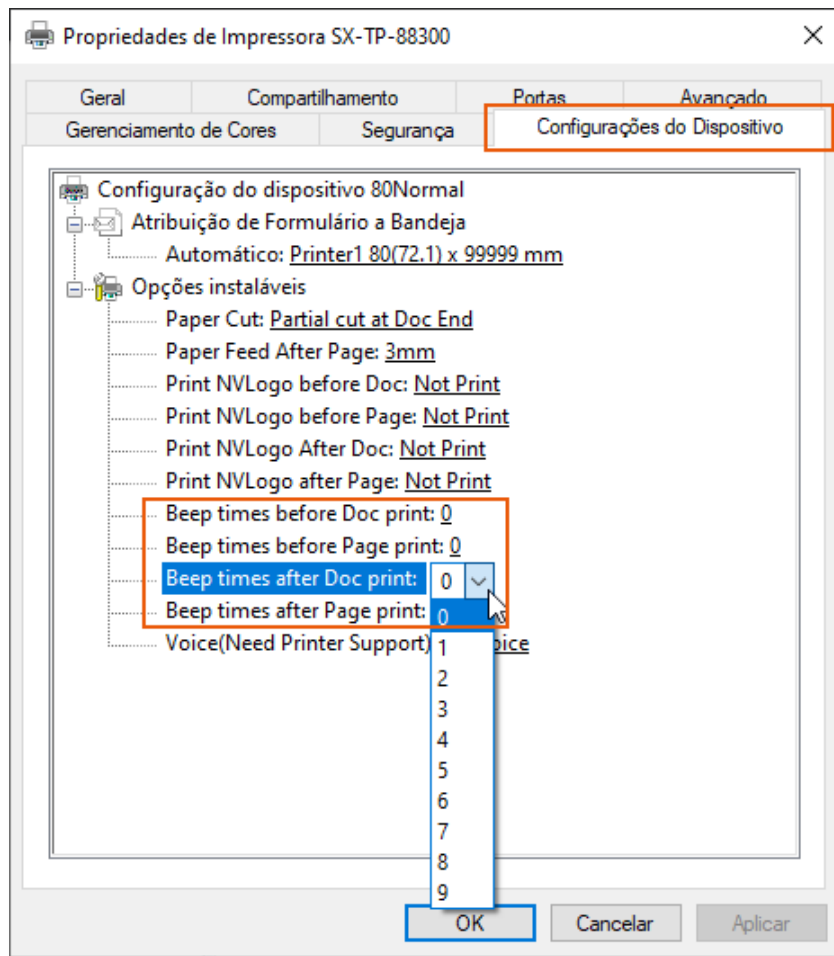 Propriedades de Impressora SX-TP-88300
Geral Compartilhamento Portas Avançado
Gerenciamento de Cores Segurança Configurações do Dispositivo
Configuração do dispositivo 80Normal
Atribuição de Formulário a Bandeja
Automático: Printer1 80(72.1) x 99999 mm
Opções instaláveis
Paper Cut: Partial cut at Doc End
Paper Feed After Page: 3mm
Print NVLogo before Doc: Not Print
Print NVLogo before Page: Not Print
Print NVLogo After Doc: Not Print
Print NVLogo after Page: Not Print
Beep times before Doc print: 0
Beep times before Page print: 0
Beep times after Doc print: 0
Beep times after Page print: 0
Voice(Need Printer Support) 1
2
3
4
5
6
7
8
9
OK Cancelar Aplicar